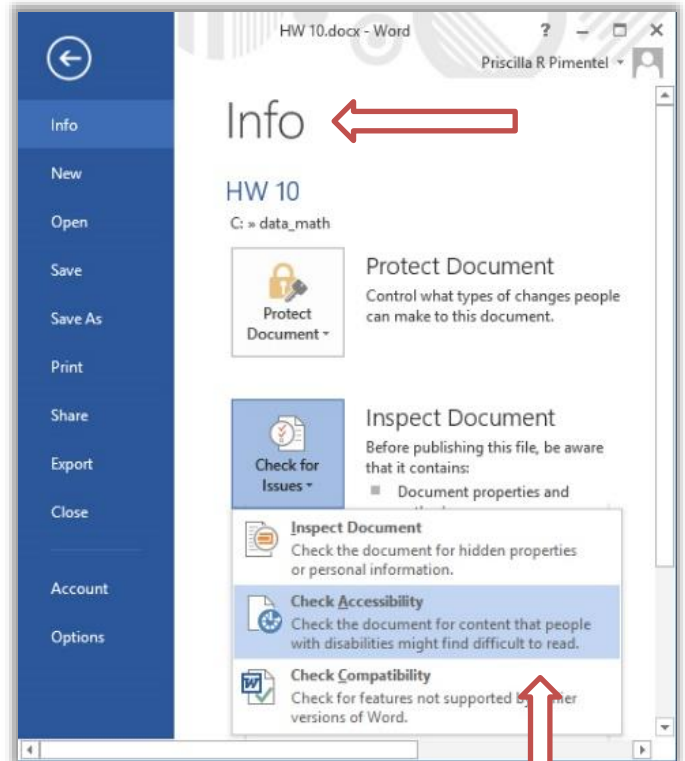 HW 10.docx - Word
?
Priscilla R Pimentel
Info
New
Open
Save
Save As
Print
Share
Export
Close
Account
Options
Info
HW 10
C: » data_math
Protect Document
Protect Document
Control what types of changes people
can make to this document.
Check for
Issues
Inspect Document
Before publishing this file, be aware
that it contains:
Document properties and
Inspect Document
Check the document for hidden properties
or personal information.
Check Accessibility
Check the document for content that people
with disabilities might find difficult to read.
Check Compatibility
Check for features not supported by
versions of Word.